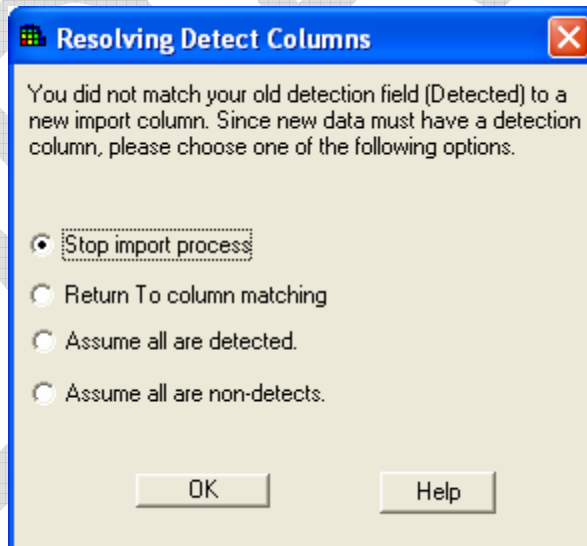 Resolving Detect Columns
You did not match your old detection field (Detected) to a
new import column. Since new data must have a detection
column, please choose one of the following options.
Stop import process
Return To column matching
Assume all are detected.
Assume all are non-detects.
OK
Help